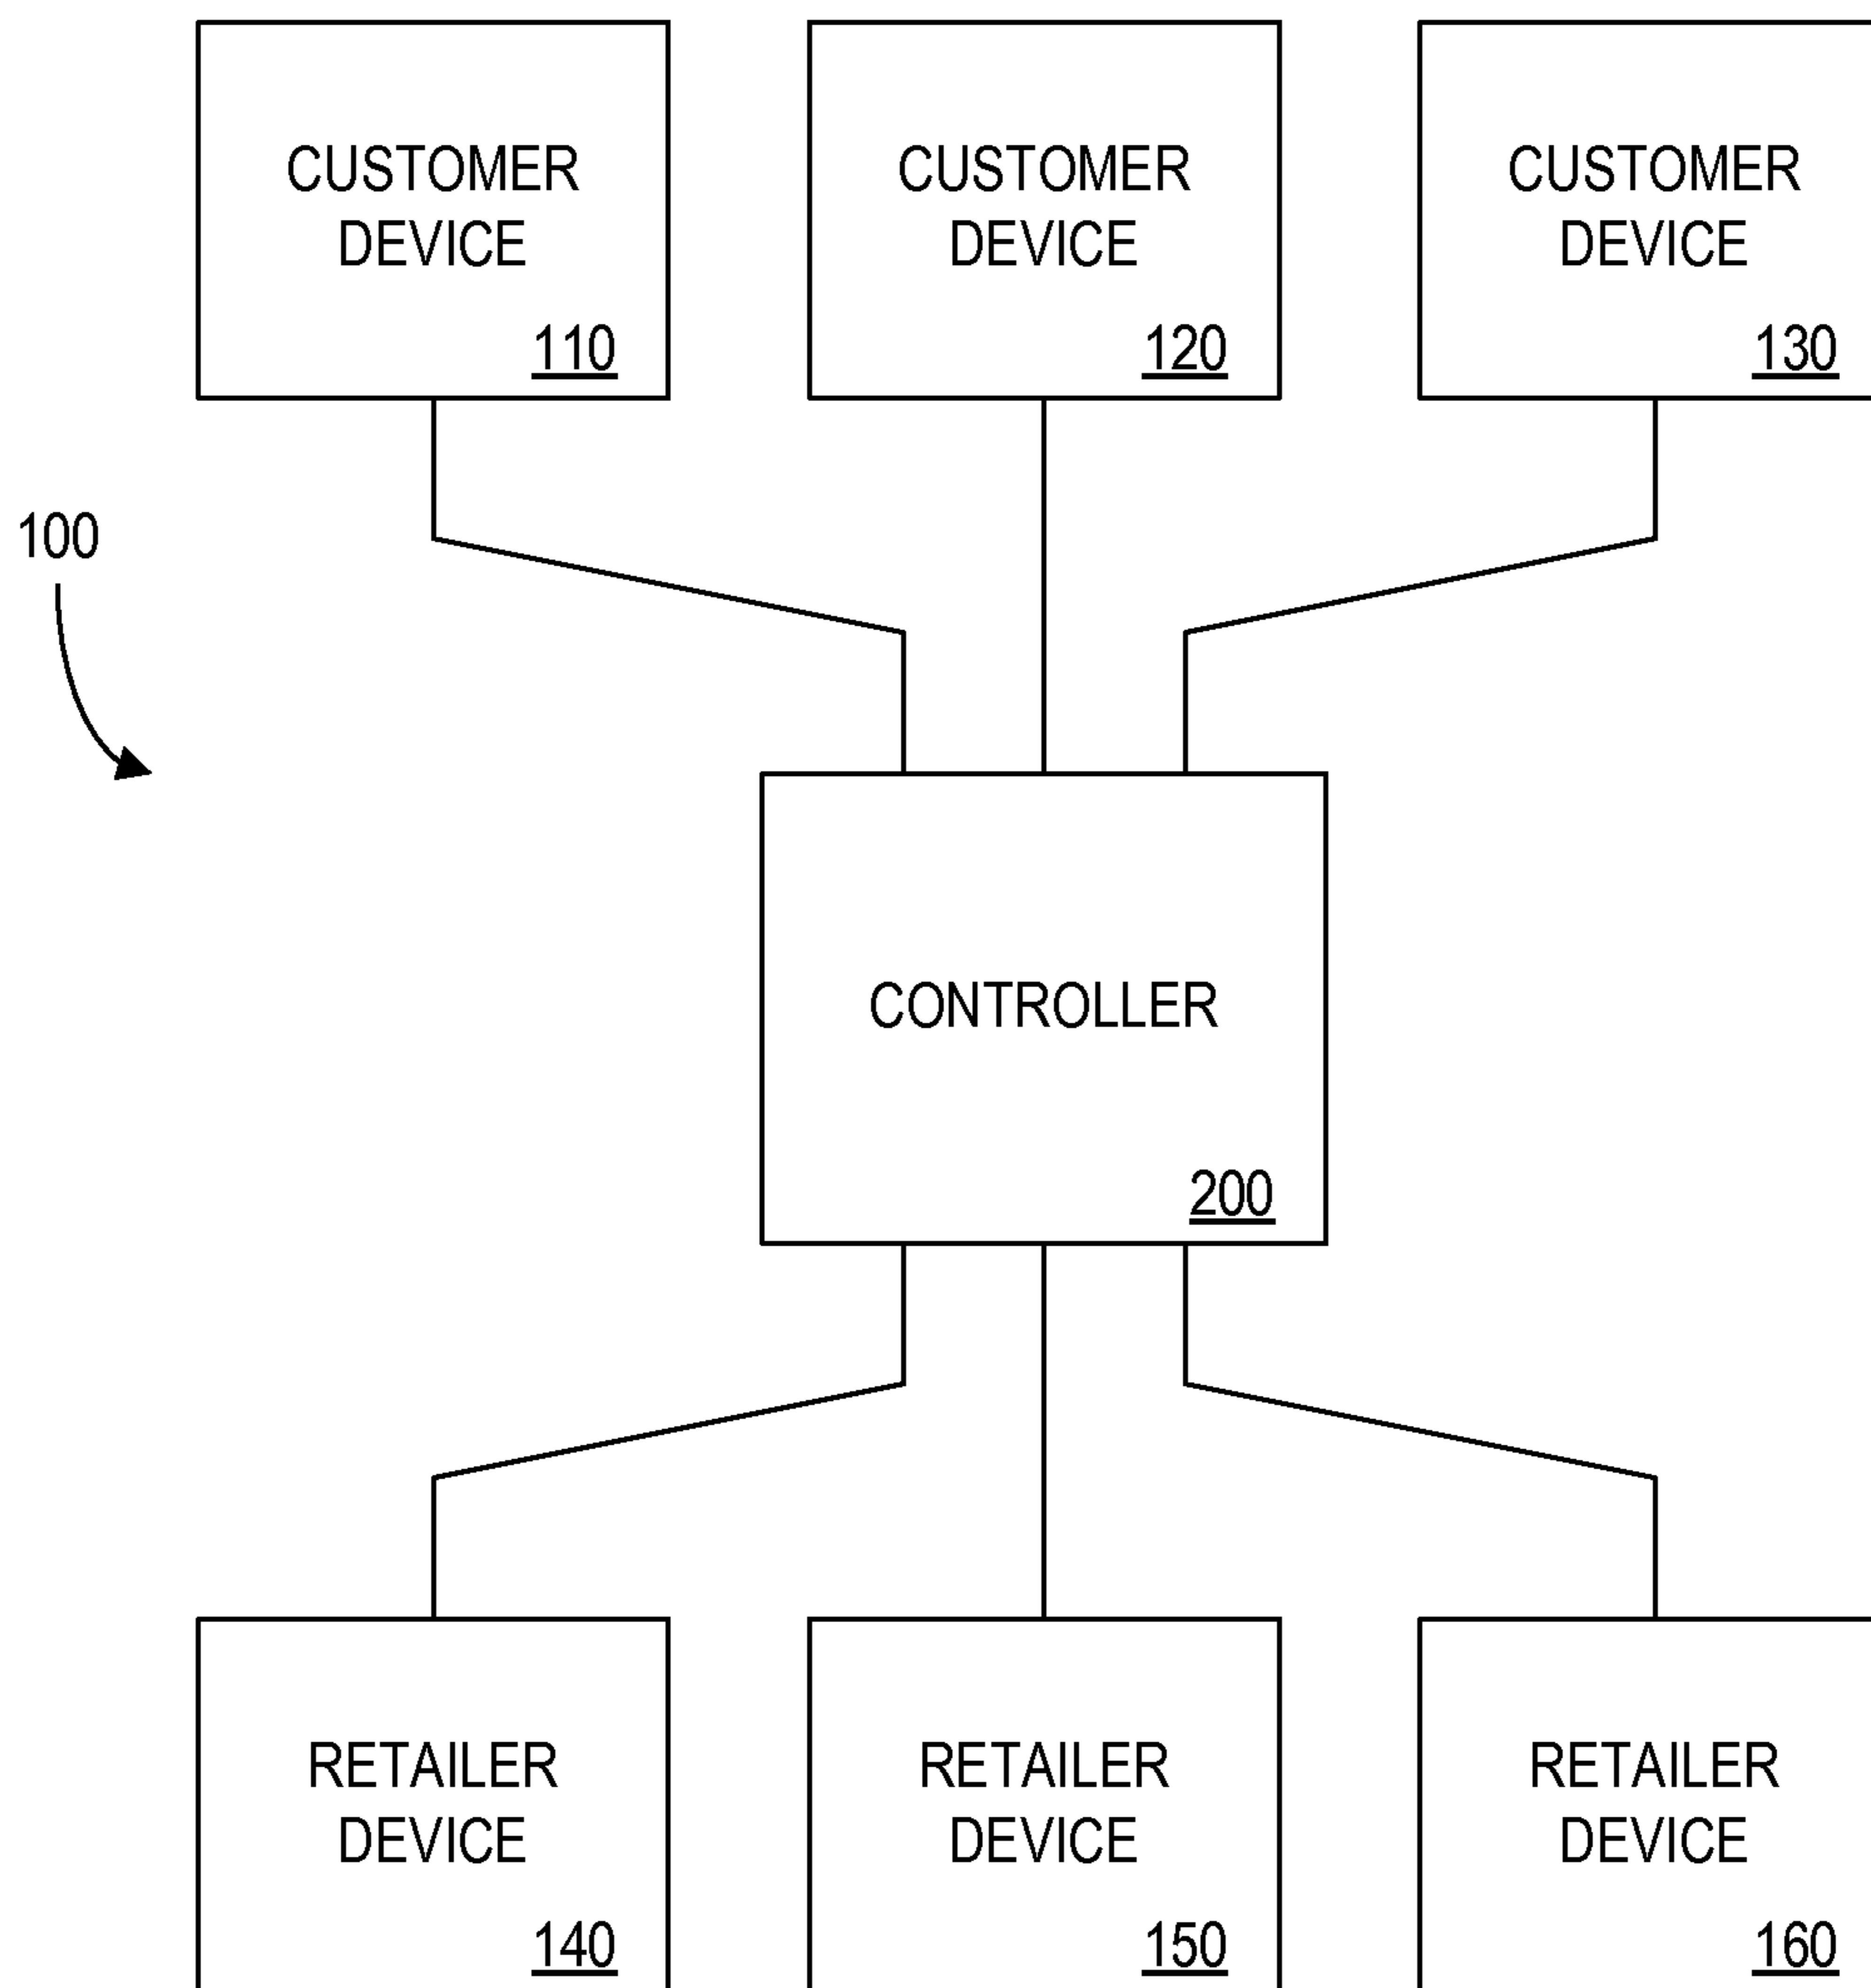 CUSTOMER
DEVICE
110
CUSTOMER
DEVICE
120
CUSTOMER
DEVICE
130
100
CONTROLLER
200
RETAILER
DEVICE
140
RETAILER
DEVICE
150
RETAILER
DEVICE
160